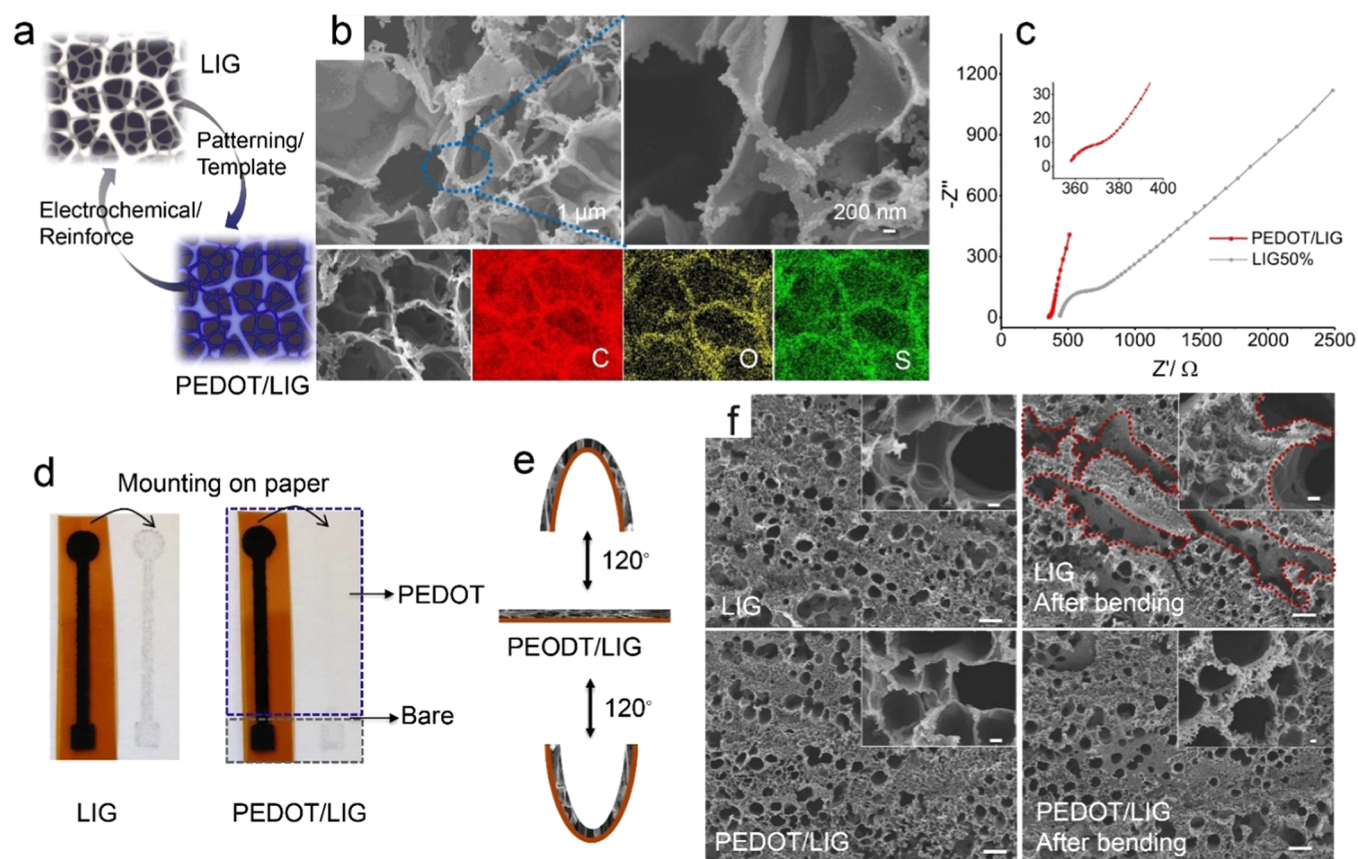 a
LIG
Patterning/
Template
Electrochemical/
Reinforce
PEDOT/LIG
b
1 μm
200 nm
C
O
S
c
-Z''
1200
900
600
300
0
30
20
10
0
360
380
400
PEDOT/LIG
LIG50%
0
500
1000
1500
2000
2500
Z'/ Ω
d
Mounting on paper
PEDOT
Bare
LIG
PEDOT/LIG
e
120°
PEODT/LIG
120°
f
LIG
LIG
After bending
PEDOT/LIG
PEDOT/LIG
After bending